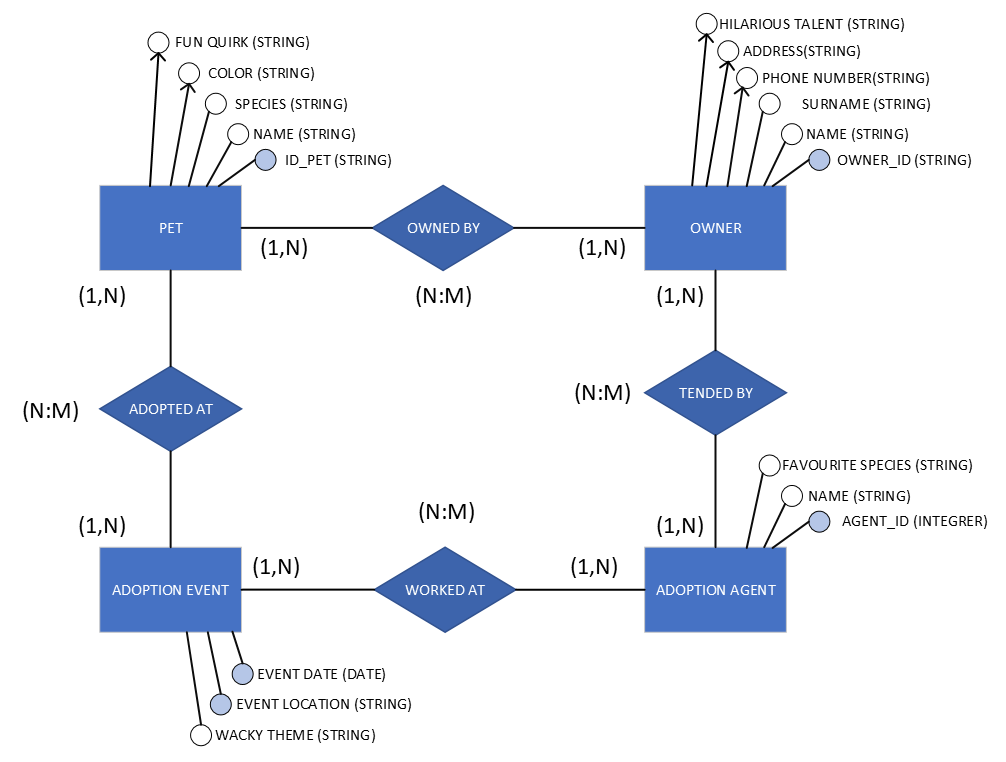 HILARIOUS TALENT (STRING)
FUN QUIRK (STRING)
ADDRESS(STRING)
COLOR (STRING)
PHONE NUMBER(STRING)
SPECIES (STRING)
SURNAME (STRING)
NAME (STRING)
NAME (STRING)
ID_PET (STRING)
OWNER_ID (STRING)
PET
OWNED BY
OWNER
(1,N)
(1,N)
(1,N)
(N:M)
(1,N)
(N:M)
ADOPTED AT
(N:M)
TENDED BY
FAVOURITE SPECIES (STRING)
NAME (STRING)
(N:M)
AGENT_ID (INTEGRER)
(1,N)
(1,N)
(1,N)
(1,N)
ADOPTION EVENT
WORKED AT
ADOPTION AGENT
EVENT DATE (DATE)
EVENT LOCATION (STRING)
WACKY THEME (STRING)